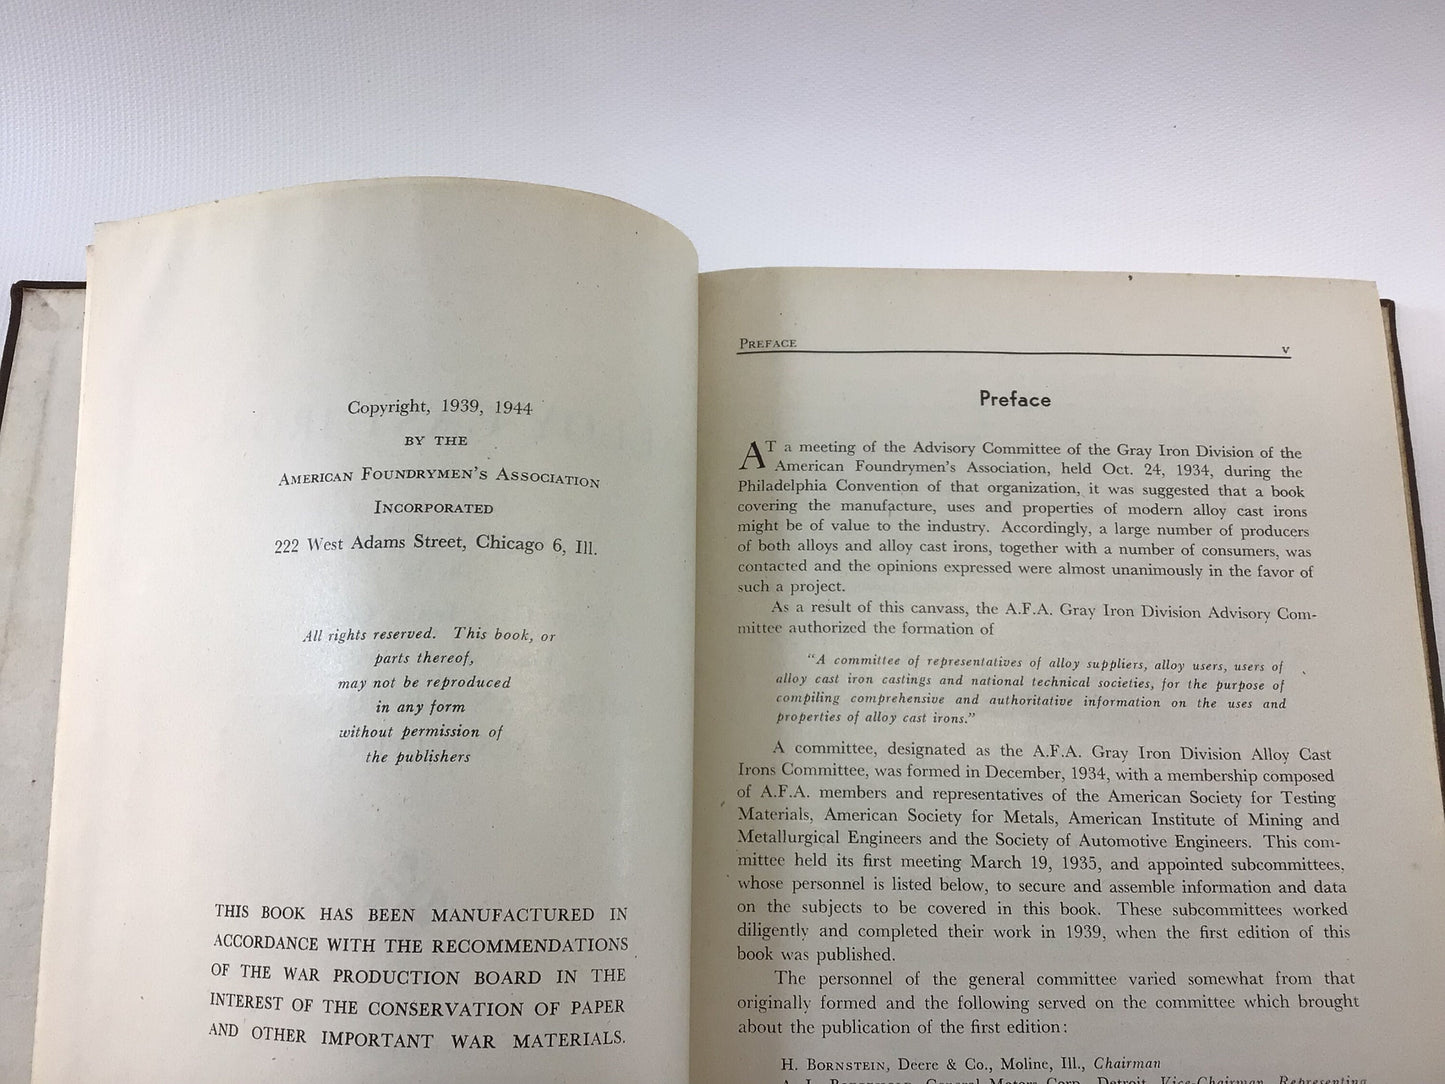 Copyright, 1939, 1944
BY THE
AMERICAN FOUNDRYMEN'S ASSOCIATION
INCORPORATED
222 West Adams Street, Chicago 6, Ill.
All rights reserved. This book, or
parts thereof,
may not be reproduced
in any form
without permission of
the publishers
THIS BOOK HAS BEEN MANUFACTURED IN
ACCORDANCE WITH THE RECOMMENDATIONS
OF THE WAR PRODUCTION BOARD IN THE
INTEREST OF THE CONSERVATION OF PAPER
AND OTHER IMPORTANT WAR MATERIALS.
PREFACE v
Preface
AT a meeting of the Advisory Committee of the Gray Iron Division of the
American Foundrymen's Association, held Oct. 24, 1934, during the
Philadelphia Convention of that organization, it was suggested that a book
covering the manufacture, uses and properties of modern alloy cast irons
might be of value to the industry. Accordingly, a large number of producers
of both alloys and alloy cast irons, together with a number of consumers, was
contacted and the opinions expressed were almost unanimously in the favor of
such a project.
As a result of this canvass, the A.F.A. Gray Iron Division Advisory Com-
mittee authorized the formation of
"A committee of representatives of alloy suppliers, alloy users, users of
alloy cast iron castings and national technical societies, for the purpose of
compiling comprehensive and authoritative information on the uses and
properties of alloy cast irons."
A committee, designated as the A.F.A. Gray Iron Division Alloy Cast
Irons Committee, was formed in December, 1934, with a membership composed
of A.F.A. members and representatives of the American Society for Testing
Materials, American Society for Metals, American Institute of Mining and
Metallurgical Engineers and the Society of Automotive Engineers. This com-
mittee held its first meeting March 19, 1935, and appointed subcommittees,
whose personnel is listed below, to secure and assemble information and data
on the subjects to be covered in this book. These subcommittees worked
diligently and completed their work in 1939, when the first edition of this
book was published.
The personnel of the general committee varied somewhat from that
originally formed and the following served on the committee which brought
about the publication of the first edition:
H. BORNSTEIN, Deere & Co., Moline, Ill., Chairman
General Motors Corp., Detroit, Vice-Chairman, Representing